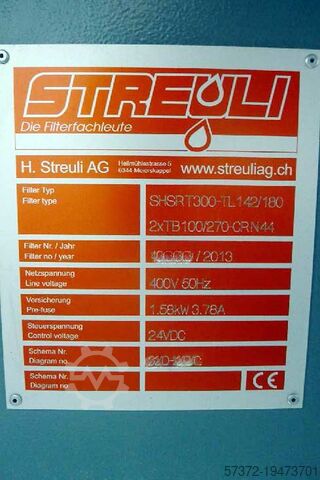 STREULI
Die Filterfachleute
H. Streuli AG
Hellmühlestrasse 5
6344 Meierskappel
www.streuliag.ch
Filter Typ
Filter type
SHSRT300-TL142/180
2xTB100/270-CRN44
Filter Nr. / Jahr
Filter no / year
/ 2013
Netzspannung
Line voltage
400V 50Hz
Versicherung
Pre-fuse
1.58kW 3.78A
Steuerspannung
Control voltage
24VDC
Schema Nr.
Diagram no
Schema Nr.
Diagram no
CE
57372-19473701